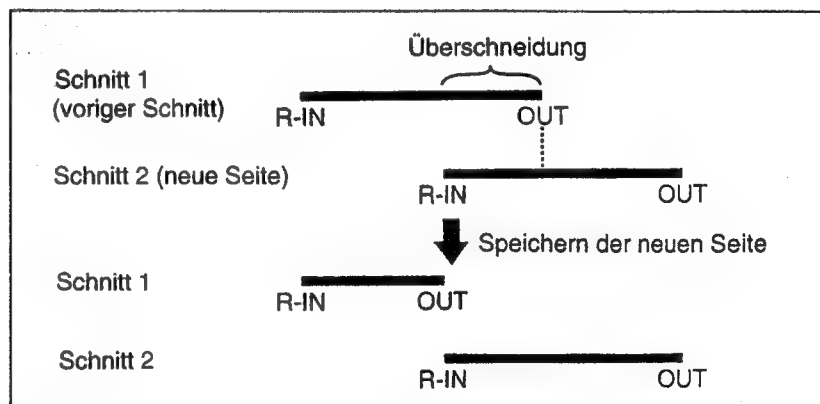 Überschneidung
Schnitt 1
(voriger Schnitt)
R-IN OUT
Schnitt 2 (neue Seite)
R-IN OUT
Speichern der neuen Seite
Schnitt 1
R-IN OUT
Schnitt 2
R-IN OUT